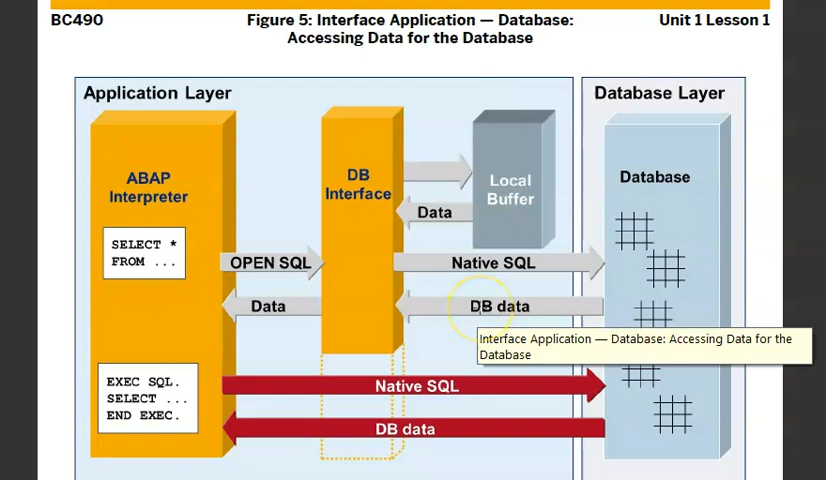 BC490
Figure 5: Interface Application — Database:
Accessing Data for the Database
Unit 1 Lesson 1
Application Layer
Database Layer
ABAP
Interpreter
DB
Interface
Local
Buffer
Database
Data
SELECT *
FROM ...
OPEN SQL
Native SQL
Data
DB data
Interface Application — Database: Accessing Data for the
Database
EXEC SQL.
SELECT ...
END EXEC.
Native SQL
DB data